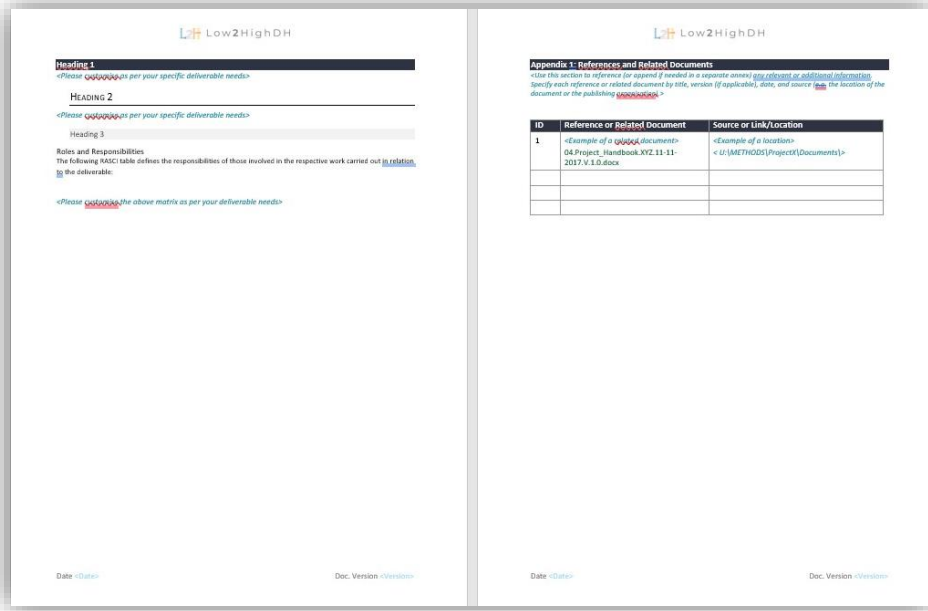 L2H Low2HighDH
Heading 1
<Please customise as per your specific deliverable needs>
HEADING 2
<Please customise as per your specific deliverable needs>
Heading 3
Roles and Responsibilities
The following RASCI table defines the responsibilities of those involved in the respective work carried out in relation
to the deliverable:
<Please customise the above matrix as per your deliverable needs>
Date <Date>
Doc. Version <Version>
L2H Low2HighDH
Appendix 1: References and Related Documents
<Use this section to reference (or append if needed in a separate annex) any relevant or additional information.
Specify each reference or related document by title, version (if applicable), date, and source (e.g. the location of the
document or the publishing organisation).>
ID Reference or Related Document Source or Link/Location
1 <Example of a related document> <Example of a location>
04.Project_Handbook.XYZ.11-11- < U:\METHODS\ProjectX\Documents\>
2017.V.1.0.docx
Date <Date>
Doc. Version <Version>